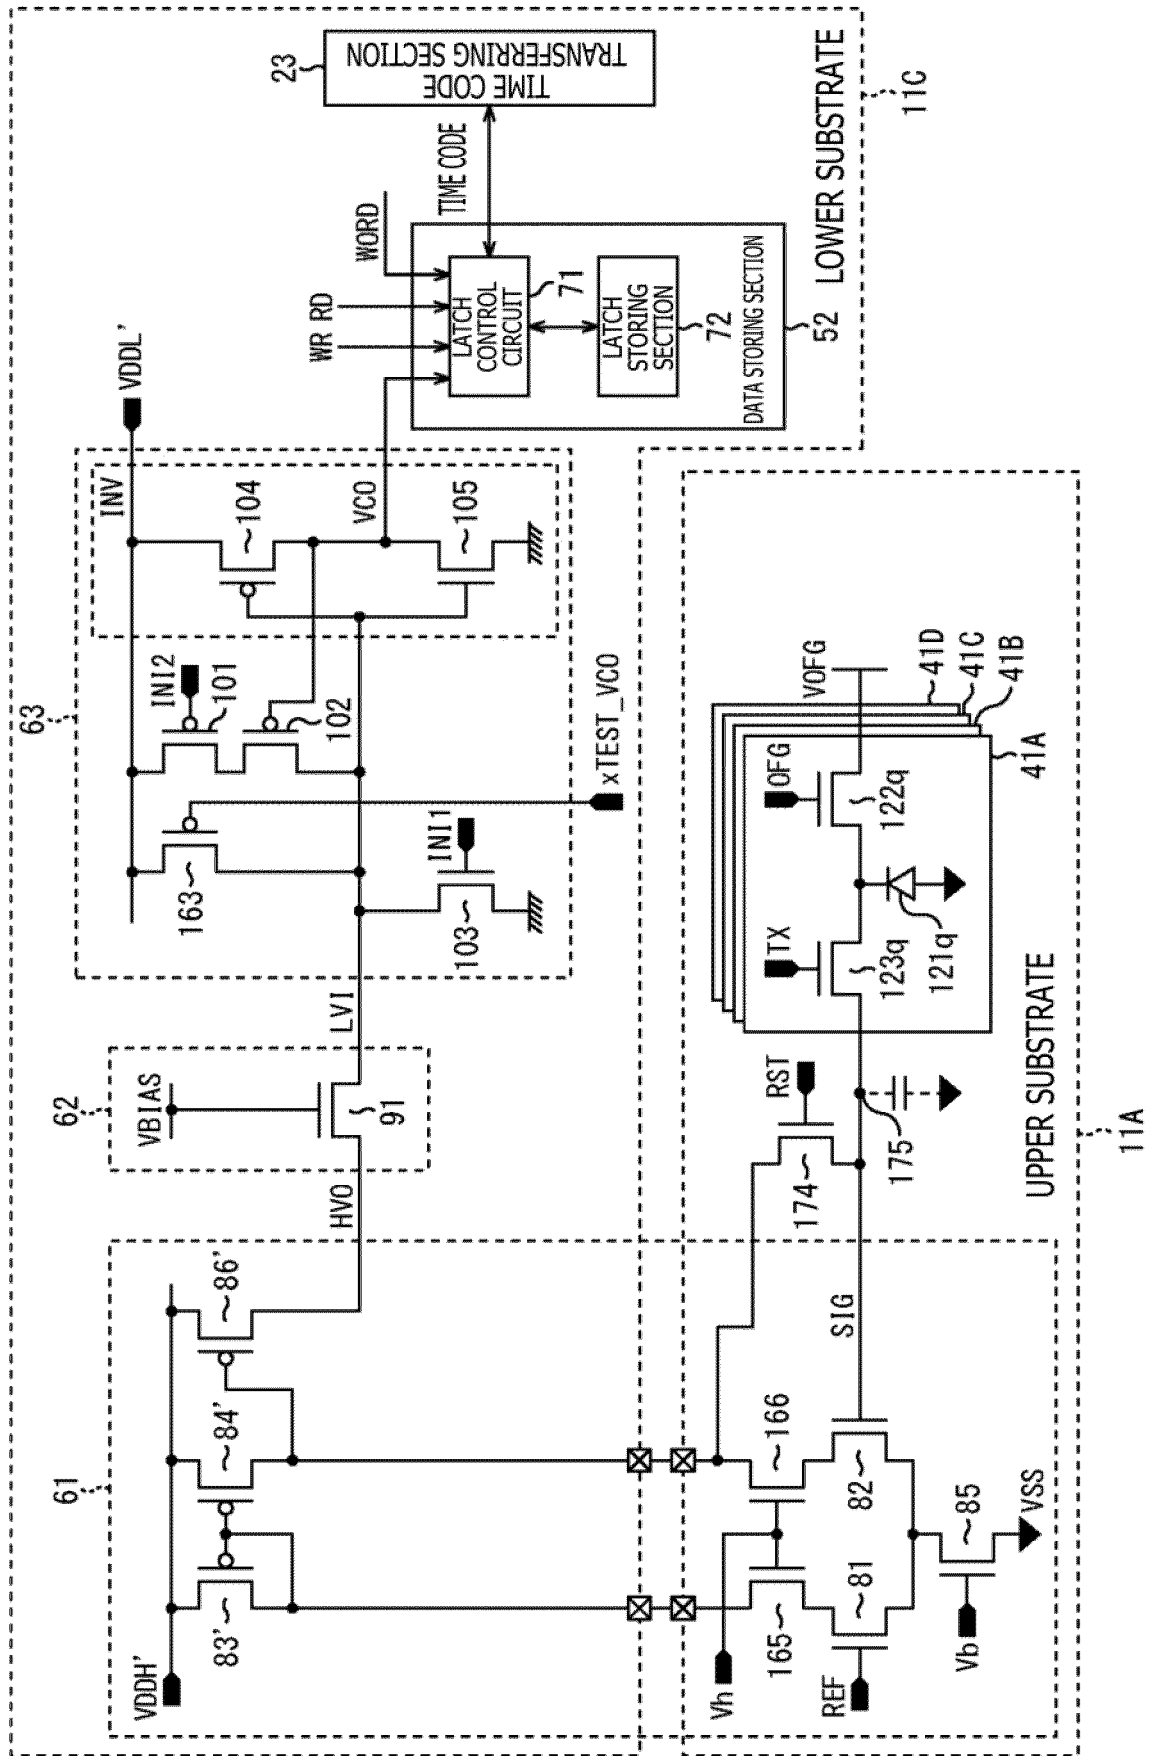 61
VDDH'
83'
84'
86'
HVO
62
VBIAS
91
LVI
63
163
103
INI1
xTEST_VCO
INI2
101
102
INV
104
VCO
105
VDDL'
WR RD
WORD
TIME CODE
23
TIME CODE
TRANSFERRING SECTION
LATCH
CONTROL
CIRCUIT
71
LATCH
STORING
SECTION
72
DATA STORING SECTION
52
LOWER SUBSTRATE
11C
Vh
165
166
REF
81
82
Vb
85
VSS
SIG
174
RST
175
TX
123q
121q
OFG
122q
VOFG
41D
41C
41B
41A
UPPER SUBSTRATE
11A